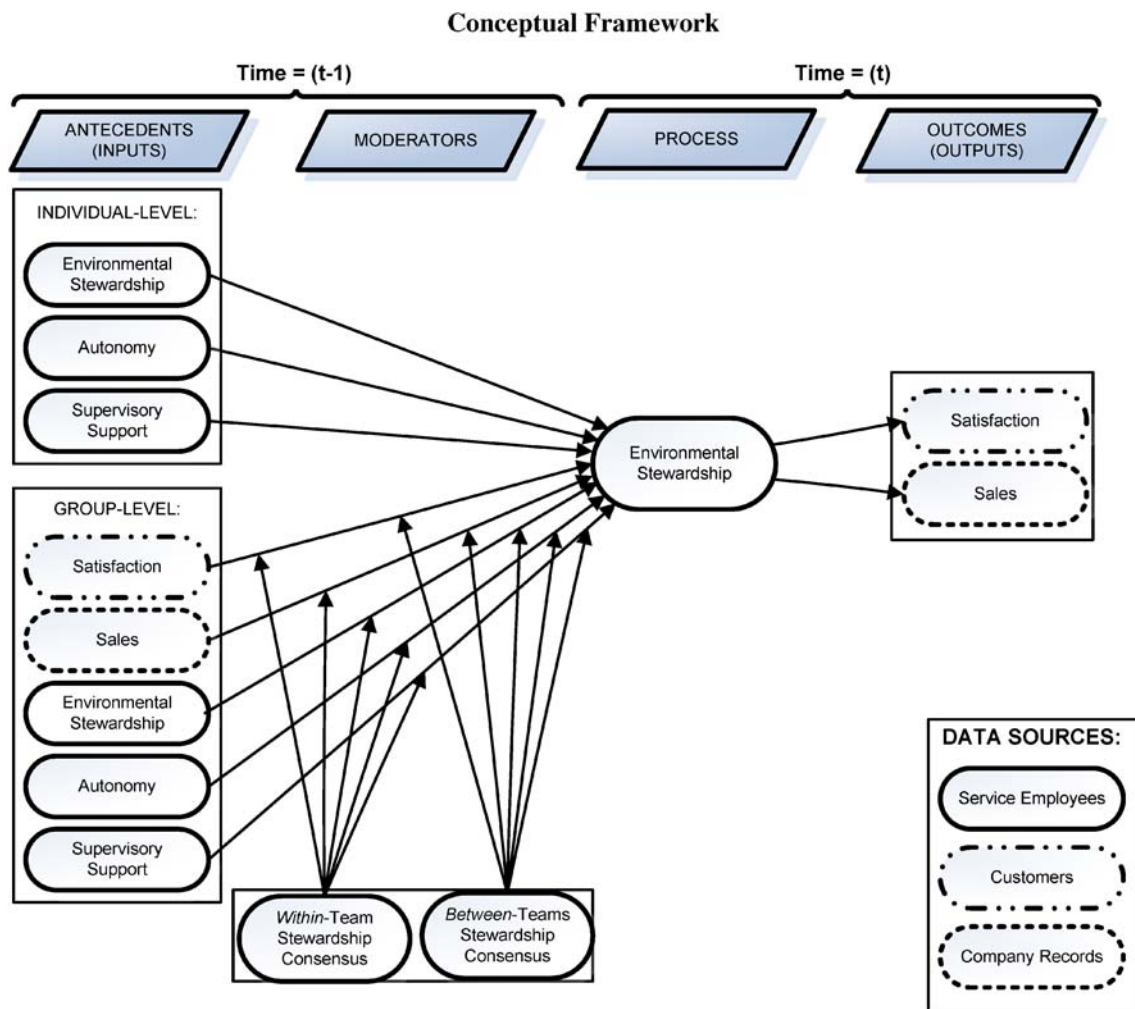 Conceptual Framework
Time = (t-1)
Time = (t)
ANTECEDENTS
(INPUTS)
MODERATORS
PROCESS
OUTCOMES
(OUTPUTS)
INDIVIDUAL-LEVEL:
Environmental
Stewardship
Autonomy
Supervisory
Support
GROUP-LEVEL:
Satisfaction
Sales
Environmental
Stewardship
Autonomy
Supervisory
Support
Within-Team
Stewardship
Consensus
Between-Teams
Stewardship
Consensus
Environmental
Stewardship
Satisfaction
Sales
DATA SOURCES:
Service Employees
Customers
Company Records